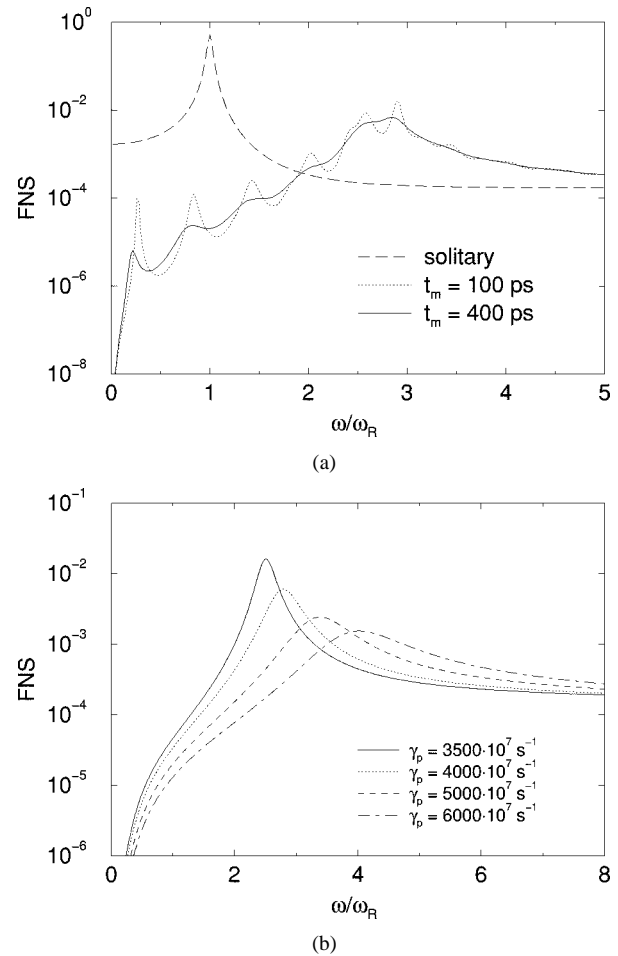 10^0
10^-2
FNS
10^-4
10^-6
10^-8
solitary
t_m = 100 ps
t_m = 400 ps
0 1 2 3 4 5
ω/ω_R
(a)
10^-1
10^-2
FNS
10^-3
10^-4
10^-5
10^-6
γ_p = 3500·10^7 s^-1
γ_p = 4000·10^7 s^-1
γ_p = 5000·10^7 s^-1
γ_p = 6000·10^7 s^-1
0 2 4 6 8
ω/ω_R
(b)